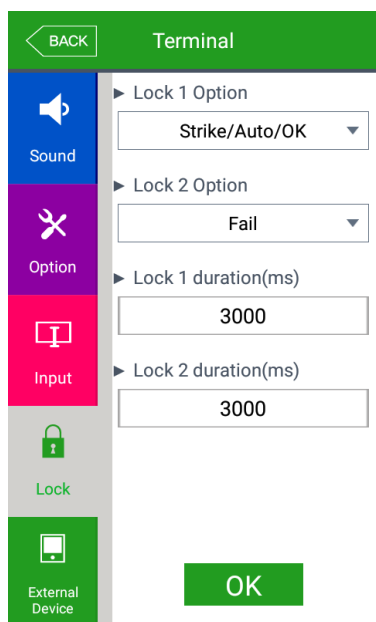 BACK
Terminal
Sound
Option
Input
Lock
External
Device
► Lock 1 Option
Strike/Auto/OK
► Lock 2 Option
Fail
► Lock 1 duration(ms)
3000
► Lock 2 duration(ms)
3000
OK